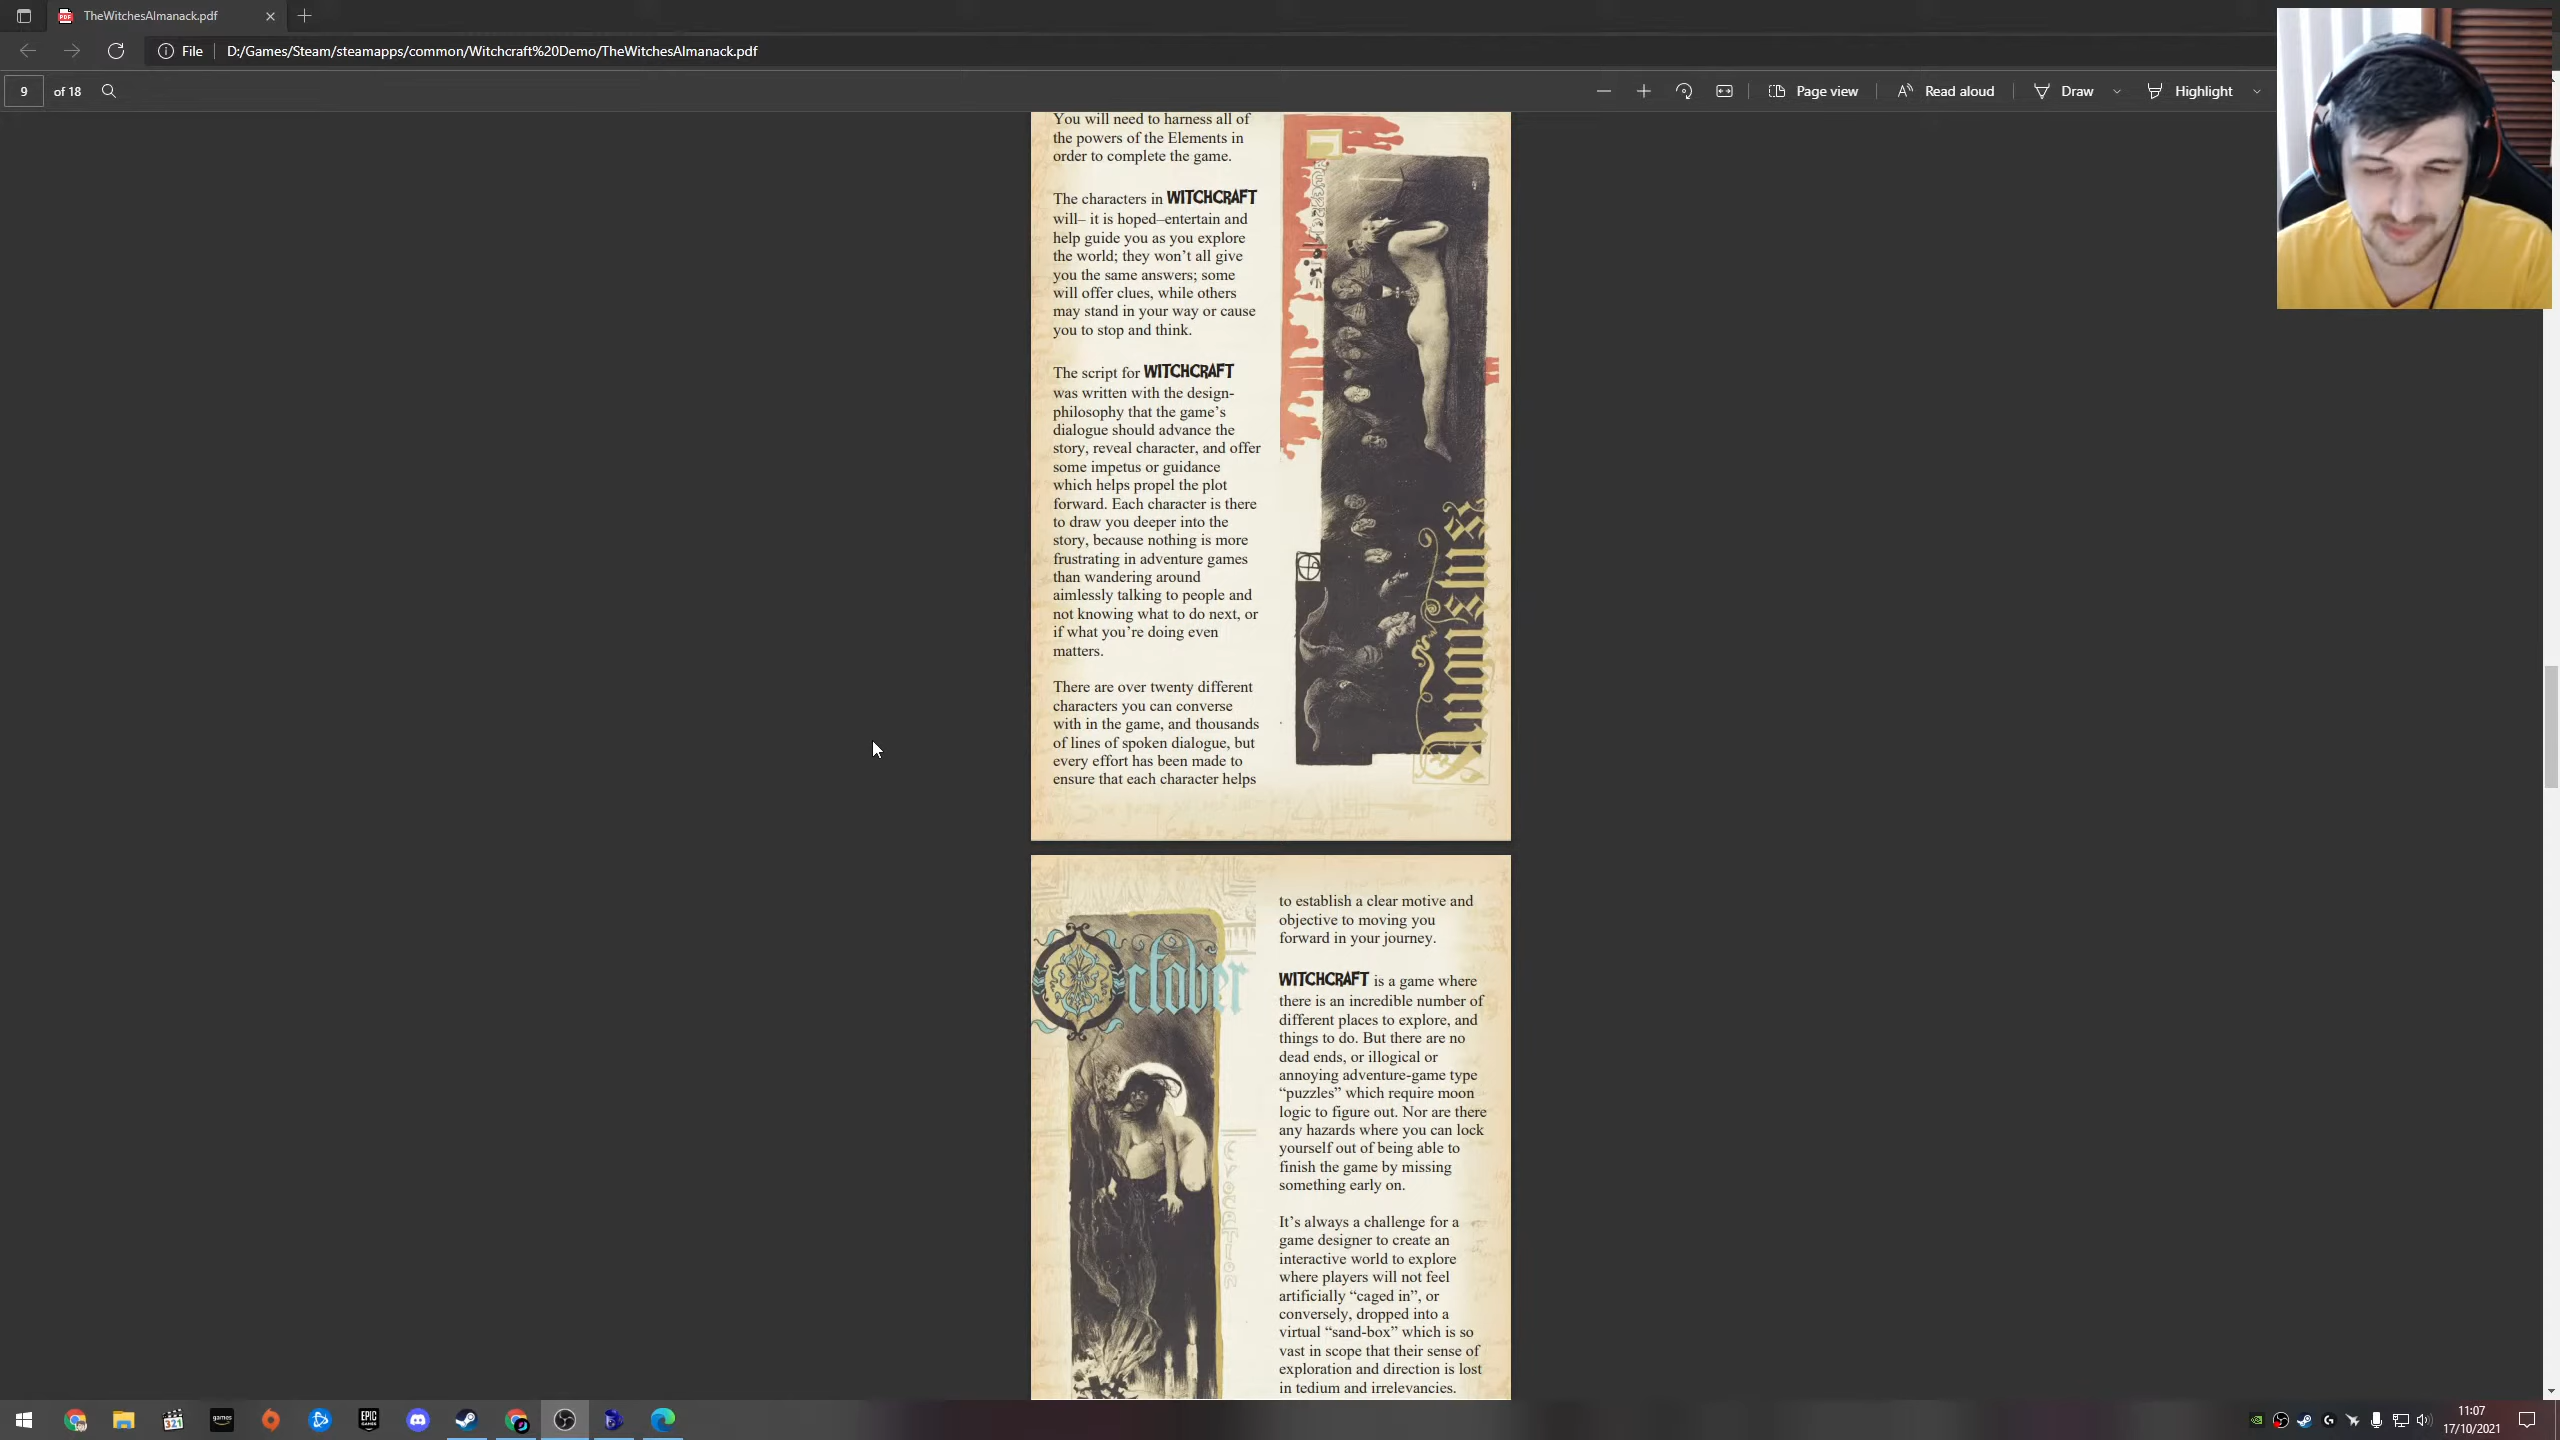 TheWitchesAlmanack.pdf
File
D:/Games/Steam/steamapps/common/Witchcraft%20Demo/TheWitchesAlmanack.pdf
9 of 18
Page view
Read aloud
Draw
Highlight
You will need to harness all of
the powers of the Elements in
order to complete the game.
The characters in WITCHCRAFT
will– it is hoped–entertain and
help guide you as you explore
the world; they won’t all give
you the same answers; some
will offer clues, while others
may stand in your way or cause
you to stop and think.
The script for WITCHCRAFT
was written with the design-
philosophy that the game’s
dialogue should advance the
story, reveal character, and offer
some impetus or guidance
which helps propel the plot
forward. Each character is there
to draw you deeper into the
story, because nothing is more
frustrating in adventure games
than wandering around
aimlessly talking to people and
not knowing what to do next, or
if what you’re doing even
matters.
There are over twenty different
characters you can converse
with in the game, and thousands
of lines of spoken dialogue, but
every effort has been made to
ensure that each character helps
October
to establish a clear motive and
objective to moving you
forward in your journey.
WITCHCRAFT is a game where
there is an incredible number of
different places to explore, and
things to do. But there are no
dead ends, or illogical or
annoying adventure-game type
“puzzles” which require moon
logic to figure out. Nor are there
any hazards where you can lock
yourself out of being able to
finish the game by missing
something early on.
It’s always a challenge for a
game designer to create an
interactive world to explore
where players will not feel
artificially “caged in”, or
conversely, dropped into a
virtual “sand-box” which is so
vast in scope that their sense of
exploration and direction is lost
in tedium and irrelevancies.
321
games
EPIC
GAMES
11:07
17/10/2021